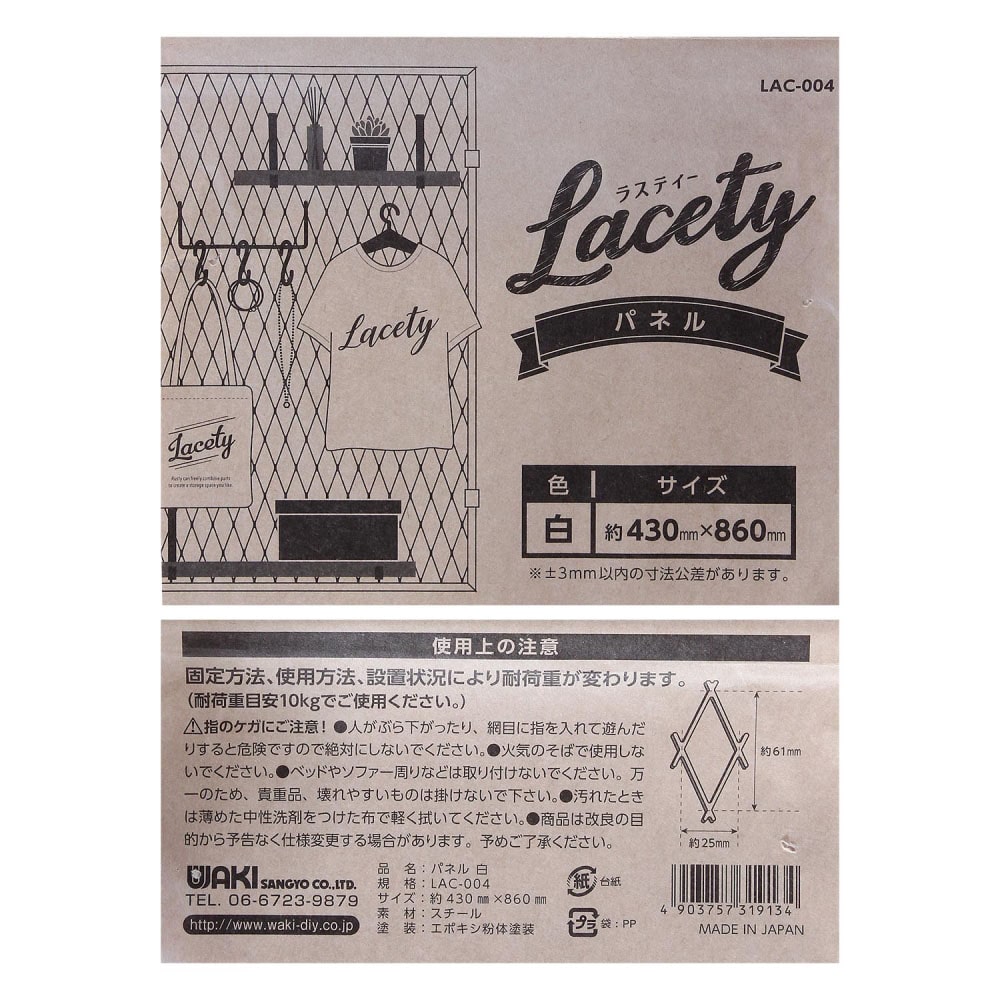 LAC-004
ラスティー
Lacety
パネル
Lacety
Lacety
Rusty can freely combine parts
to create a storage space you like.
色 サイズ
白 約430mm×860mm
※±3mm以内の寸法公差があります。
使用上の注意
固定方法、使用方法、設置状況により耐荷重が変わります。
(耐荷重目安10kgでご使用ください。)
⚠指のケガにご注意!●人がぶら下がったり、網目に指を入れて遊んだ
りすると危険ですので絶対にしないでください。●火気のそばで使用しな
いでください。●ベッドやソファー周りなどは取り付けないでください。万
一のため、貴重品、壊れやすいものは掛けないで下さい。●汚れたとき
は薄めた中性洗剤をつけた布で軽く拭いてください。●商品は改良の目
的から予告なく仕様変更する場合があります。予めご了承ください。
約61mm
約25mm
WAKI SANGYO CO.,LTD.
TEL. 06-6723-9879
http://www.waki-diy.co.jp
品 名:パネル 白
規 格:LAC-004
サイズ:約430㎜×860㎜
素 材:スチール
塗 装:エポキシ粉体塗装
紙 台紙
プラ 袋:PP
4 903757 319134
MADE IN JAPAN